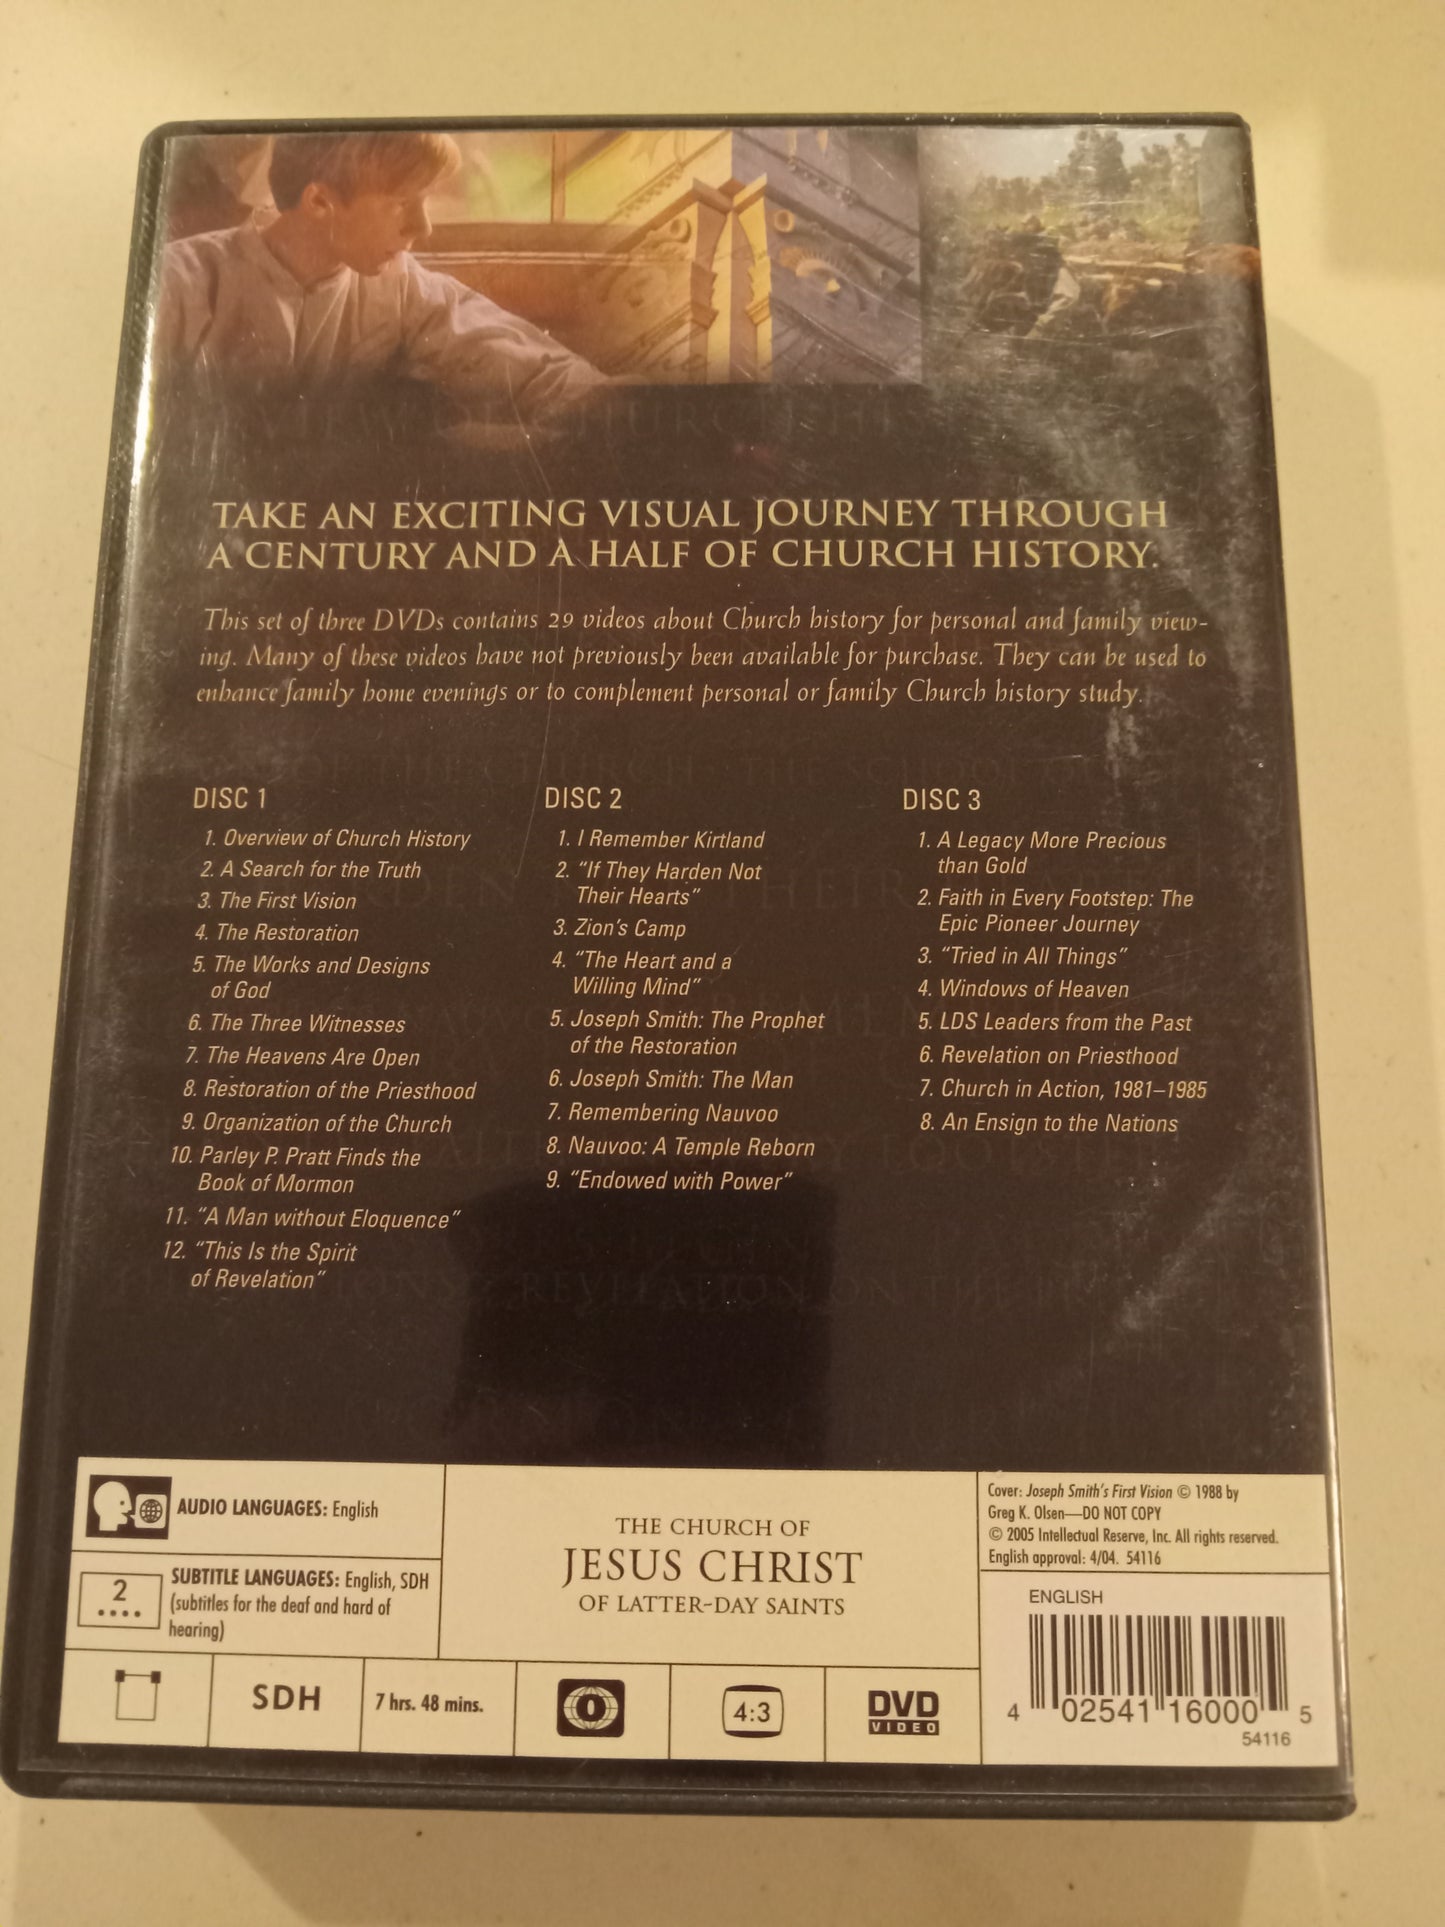 TAKE AN EXCITING VISUAL JOURNEY THROUGH
A CENTURY AND A HALF OF CHURCH HISTORY.
This set of three DVDs contains 29 videos about Church history for personal and family view-
ing. Many of these videos have not previously been available for purchase. They can be used to
enhance family home evenings or to complement personal or family Church history study.
DISC 1
1. Overview of Church History
2. A Search for the Truth
3. The First Vision
4. The Restoration
5. The Works and Designs
of God
6. The Three Witnesses
7. The Heavens Are Open
8. Restoration of the Priesthood
9. Organization of the Church
10. Parley P. Pratt Finds the
Book of Mormon
11. "A Man without Eloquence"
12. "This Is the Spirit
of Revelation"
DISC 2
1. I Remember Kirtland
2. "If They Harden Not
Their Hearts"
3. Zion's Camp
4. "The Heart and a
Willing Mind"
5. Joseph Smith: The Prophet
of the Restoration
6. Joseph Smith: The Man
7. Remembering Nauvoo
8. Nauvoo: A Temple Reborn
9. "Endowed with Power"
DISC 3
1. A Legacy More Precious
than Gold
2. Faith in Every Footstep: The
Epic Pioneer Journey
3. "Tried in All Things"
4. Windows of Heaven
5. LDS Leaders from the Past
6. Revelation on Priesthood
7. Church in Action, 1981–1985
8. An Ensign to the Nations
AUDIO LANGUAGES: English
2
SUBTITLE LANGUAGES: English, SDH
(subtitles for the deaf and hard of
hearing)
SDH
7 hrs. 48 mins.
0
4:3
DVD
VIDEO
THE CHURCH OF
JESUS CHRIST
OF LATTER-DAY SAINTS
Cover: Joseph Smith's First Vision © 1988 by
Greg K. Olsen—DO NOT COPY
© 2005 Intellectual Reserve, Inc. All rights reserved.
English approval: 4/04. 54116
ENGLISH
4 02541 16000 5
54116